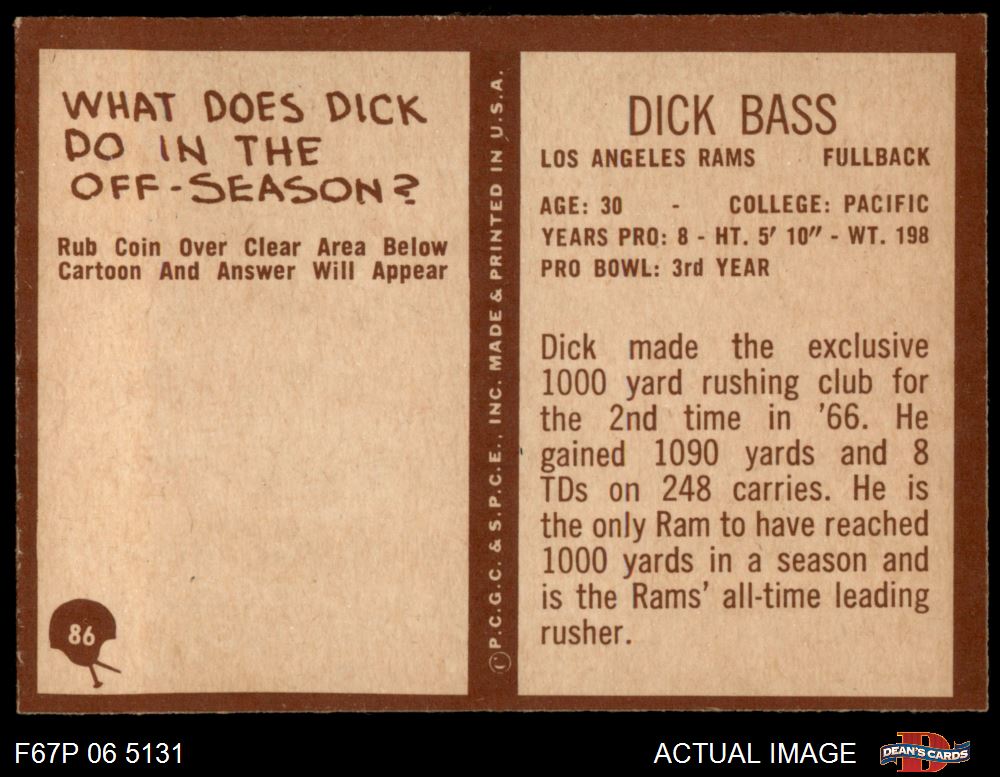 WHAT DOES DICK
DO IN THE
OFF-SEASON?
Rub Coin Over Clear Area Below
Cartoon And Answer Will Appear
86
© P.C.G.C. & S.P.C.E., INC. MADE & PRINTED IN U.S.A.
DICK BASS
LOS ANGELES RAMS FULLBACK
AGE: 30 - COLLEGE: PACIFIC
YEARS PRO: 8 - HT. 5' 10" - WT. 198
PRO BOWL: 3rd YEAR
Dick made the exclusive
1000 yard rushing club for
the 2nd time in '66. He
gained 1090 yards and 8
TDs on 248 carries. He is
the only Ram to have reached
1000 yards in a season and
is the Rams' all-time leading
rusher.
F67P 06 5131
ACTUAL IMAGE
D
DEAN'S CARDS